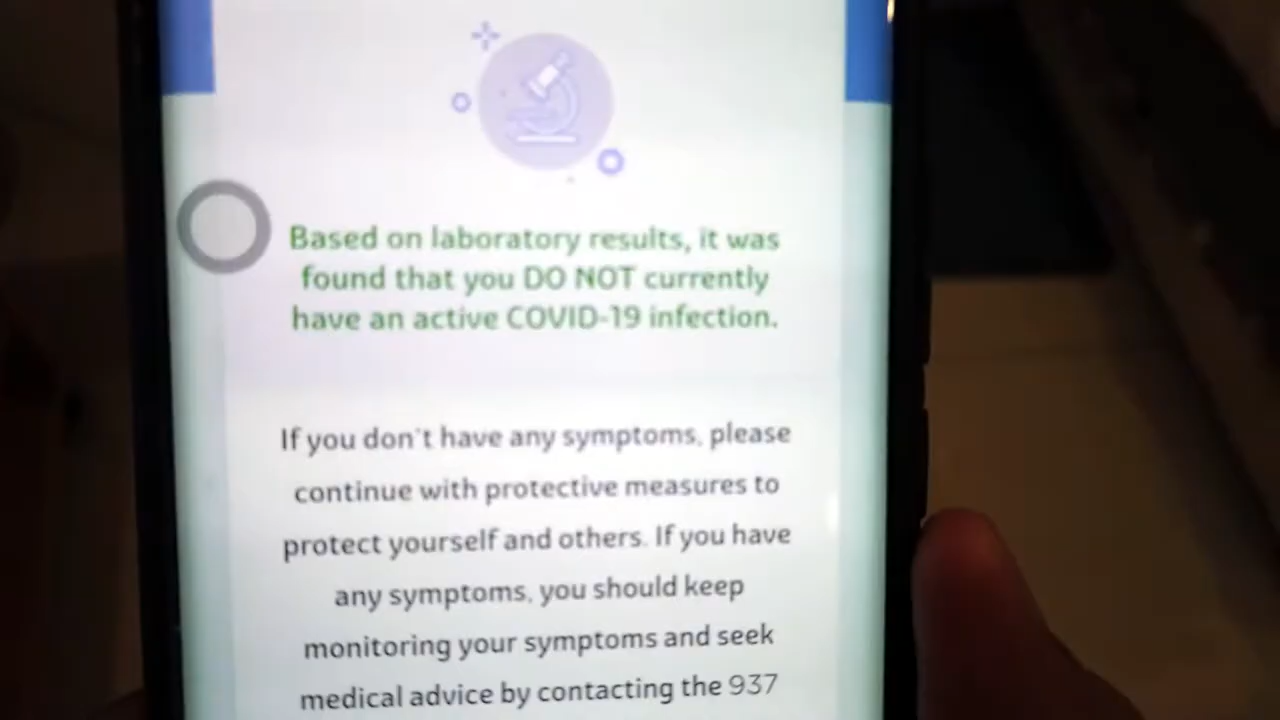 Based on laboratory results, it was
found that you DO NOT currently
have an active COVID-19 infection.
If you don't have any symptoms, please
continue with protective measures to
protect yourself and others. If you have
any symptoms, you should keep
monitoring your symptoms and seek
medical advice by contacting the 937